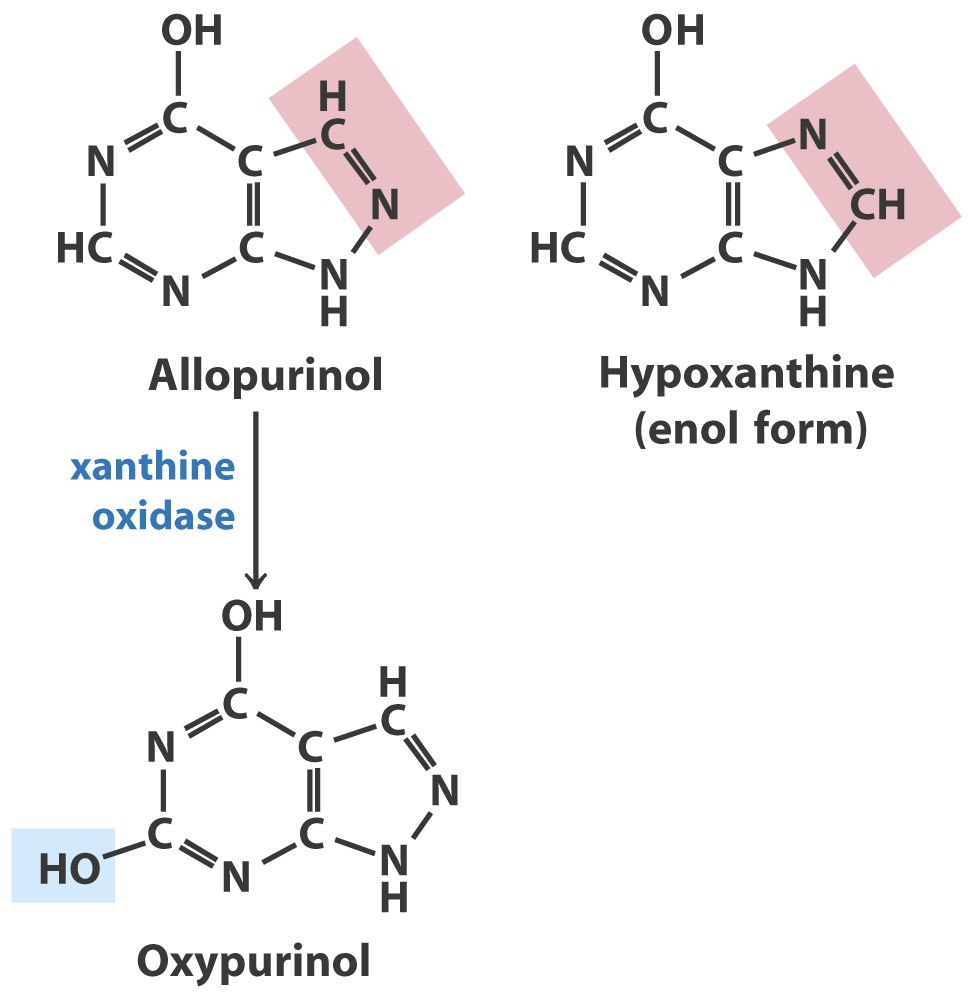 OH
H
C
C
N
C
N
HC
C
N
N
H
Allopurinol
OH
C
N
N
C
CH
HC
C
N
N
H
Hypoxanthine
(enol form)
xanthine
oxidase
OH
H
C
C
N
C
N
C
C
HO
N
N
H
Oxypurinol